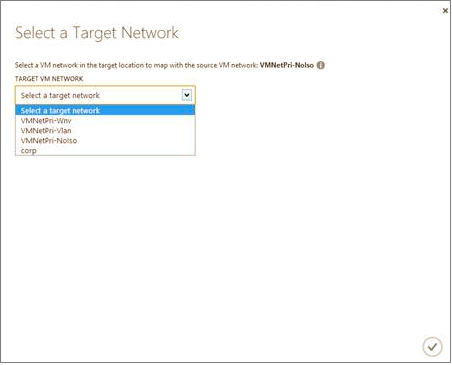 Select a Target Network
Select a VM network in the target location to map with the source VM network: VMNetPri-NoIso
TARGET VM NETWORK
Select a target network
Select a target network
VMNetPri-Wnv
VMNetPri-Vlan
VMNetPri-NoIso
corp